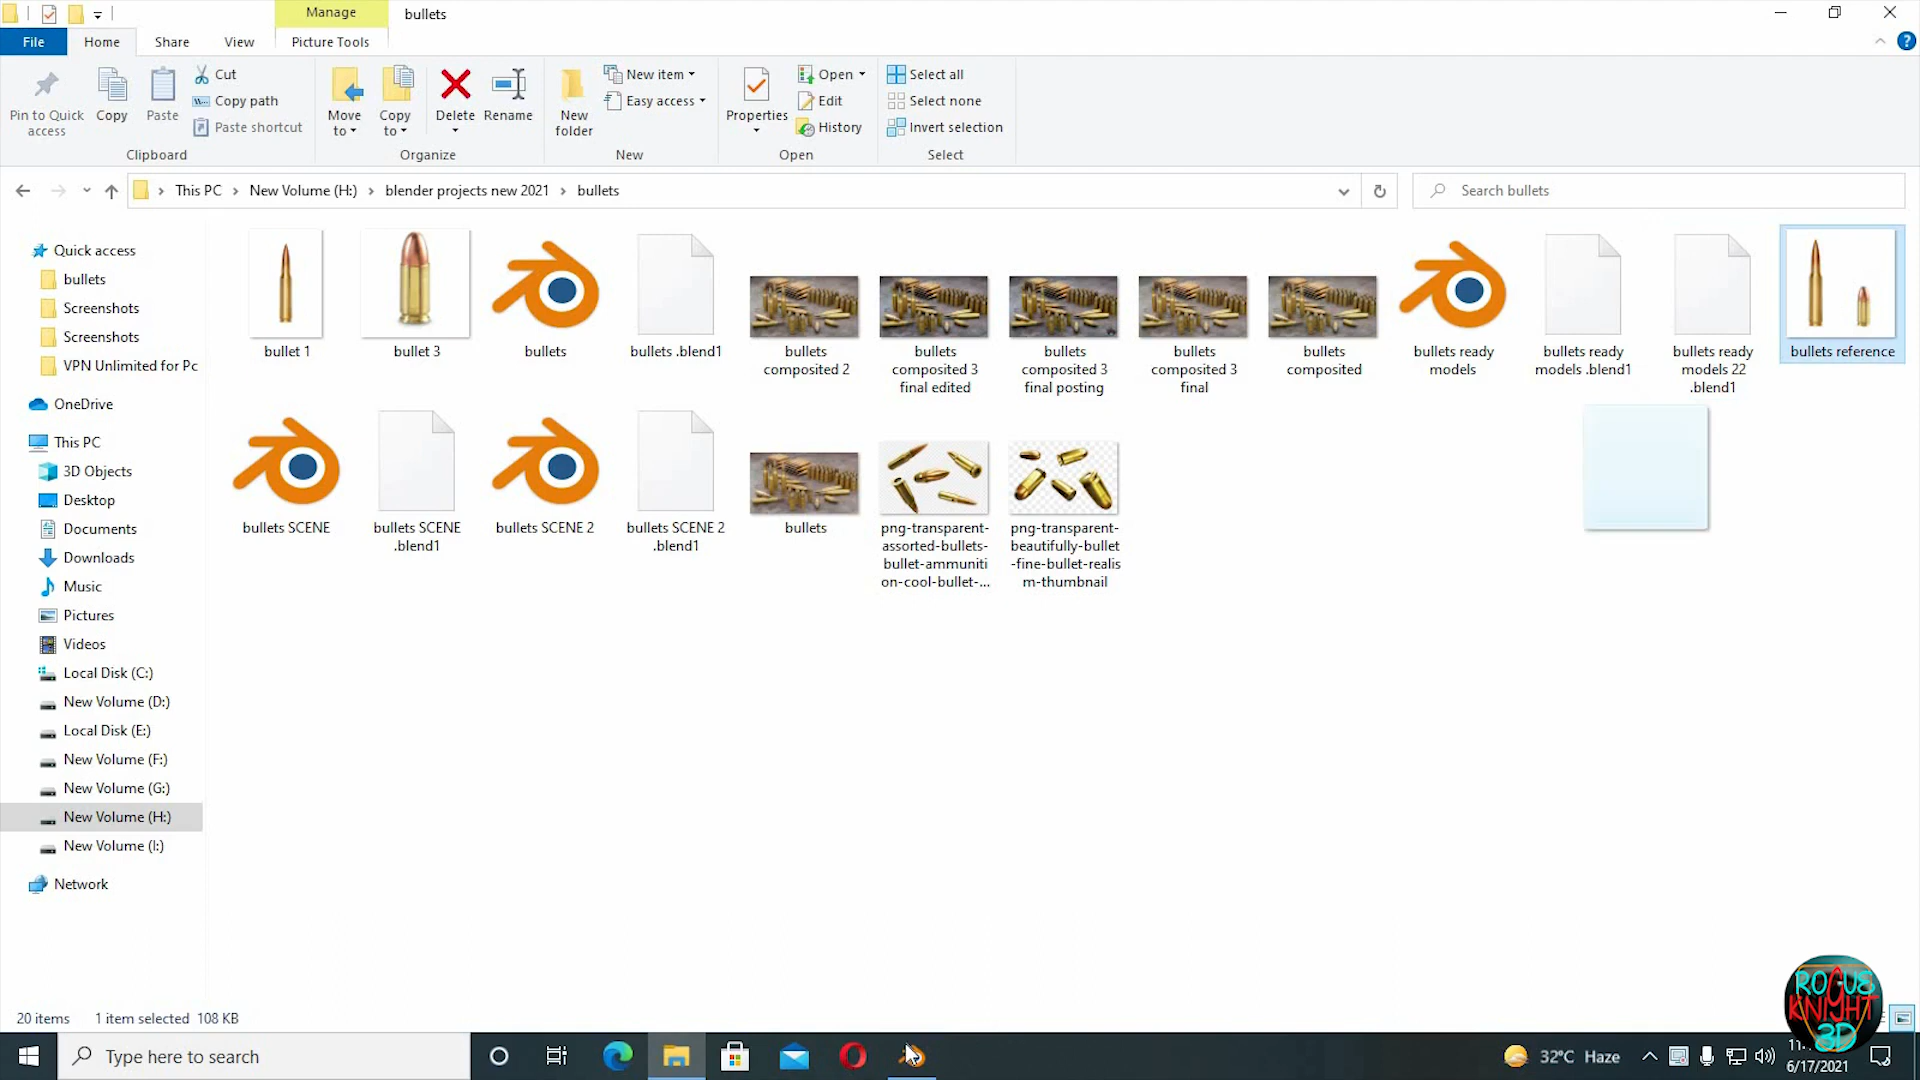 Manage
bullets
File
Home
Share
View
Picture Tools
Pin to Quick access
Copy
Paste
Cut
Copy path
Paste shortcut
Clipboard
Move to
Copy to
Delete
Rename
Organize
New folder
New item
Easy access
New
Properties
Open
Edit
History
Open
Select all
Select none
Invert selection
Select
This PC
New Volume (H:)
blender projects new 2021
bullets
Search bullets
Quick access
bullets
Screenshots
Screenshots
VPN Unlimited for Pc
OneDrive
This PC
3D Objects
Desktop
Documents
Downloads
Music
Pictures
Videos
Local Disk (C:)
New Volume (D:)
Local Disk (E:)
New Volume (F:)
New Volume (G:)
New Volume (H:)
New Volume (I:)
Network
bullet 1
bullet 3
bullets
bullets .blend1
bullets
composited 2
bullets
composited 3
final edited
bullets
composited 3
final posting
bullets
composited 3
final
bullets
composited
bullets ready
models
bullets ready
models .blend1
bullets ready
models 22
.blend1
bullets reference
bullets SCENE
bullets SCENE
.blend1
bullets SCENE 2
bullets SCENE 2
.blend1
bullets
png-transparent-
assorted-bullets-
bullet-ammuniti
on-cool-bullet-...
png-transparent-
beautifully-bullet
-fine-bullet-realis
m-thumbnail
20 items
1 item selected 108 KB
ROGUE
KNIGHT
3D
Type here to search
32°C Haze
6/17/2021